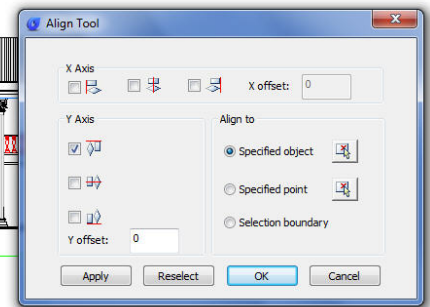 Align Tool
X Axis
X offset: 0
Y Axis
Align to
Specified object
Specified point
Selection boundary
Y offset: 0
Apply Reselect OK Cancel